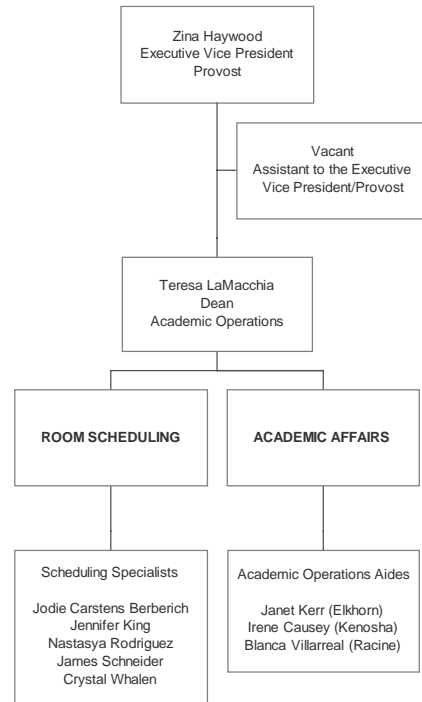 Zina Haywood
Executive Vice President
Provost
Vacant
Assistant to the Executive
Vice President/Provost
Teresa LaMacchia
Dean
Academic Operations
ROOM SCHEDULING
ACADEMIC AFFAIRS
Scheduling Specialists
Jodie Carstens Berberich
Jennifer King
Nastasya Rodriguez
James Schneider
Crystal Whalen
Academic Operations Aides
Janet Kerr (Elkhorn)
Irene Causey (Kenosha)
Blanca Villarreal (Racine)